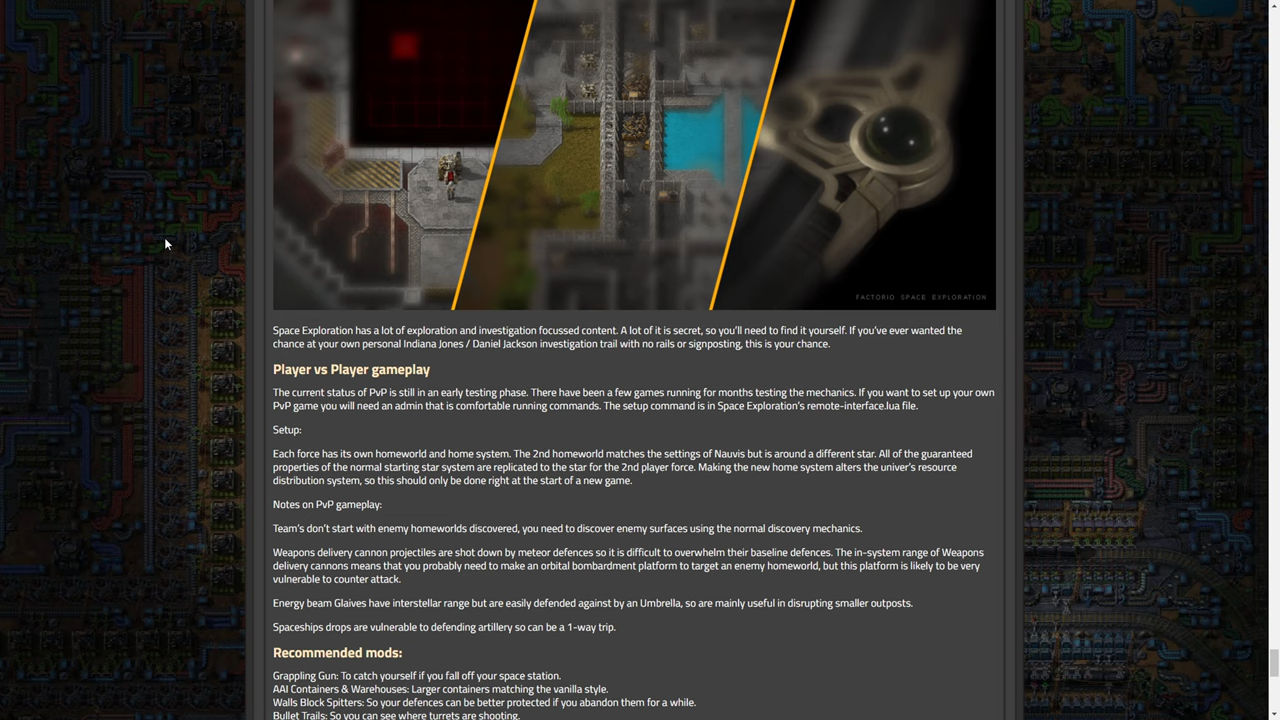 FACTORIO SPACE EXPLORATION
Space Exploration has a lot of exploration and investigation focussed content. A lot of it is secret, so you'll need to find it yourself. If you've ever wanted the
chance at your own personal Indiana Jones / Daniel Jackson investigation trail with no rails or signposting, this is your chance.
Player vs Player gameplay
The current status of PvP is still in an early testing phase. There have been a few games running for months testing the mechanics. If you want to set up your own
PvP game you will need an admin that is comfortable running commands. The setup command is in Space Exploration's remote-interface.lua file.
Setup:
Each force has its own homeworld and home system. The 2nd homeworld matches the settings of Nauvis but is around a different star. All of the guaranteed
properties of the normal starting star system are replicated to the star for the 2nd player force. Making the new home system alters the univer's resource
distribution system, so this should only be done right at the start of a new game.
Notes on PvP gameplay:
Team's don't start with enemy homeworlds discovered, you need to discover enemy surfaces using the normal discovery mechanics.
Weapons delivery cannon projectiles are shot down by meteor defences so it is difficult to overwhelm their baseline defences. The in-system range of Weapons
delivery cannons means that you probably need to make an orbital bombardment platform to target an enemy homeworld, but this platform is likely to be very
vulnerable to counter attack.
Energy beam Glaives have interstellar range but are easily defended against by an Umbrella, so are mainly useful in disrupting smaller outposts.
Spaceships drops are vulnerable to defending artillery so can be a 1-way trip.
Recommended mods:
Grappling Gun: To catch yourself if you fall off your space station.
AAI Containers & Warehouses: Larger containers matching the vanilla style.
Walls Block Spitters: So your defences can be better protected if you abandon them for a while.
Bullet Trails: So you can see where turrets are shooting.